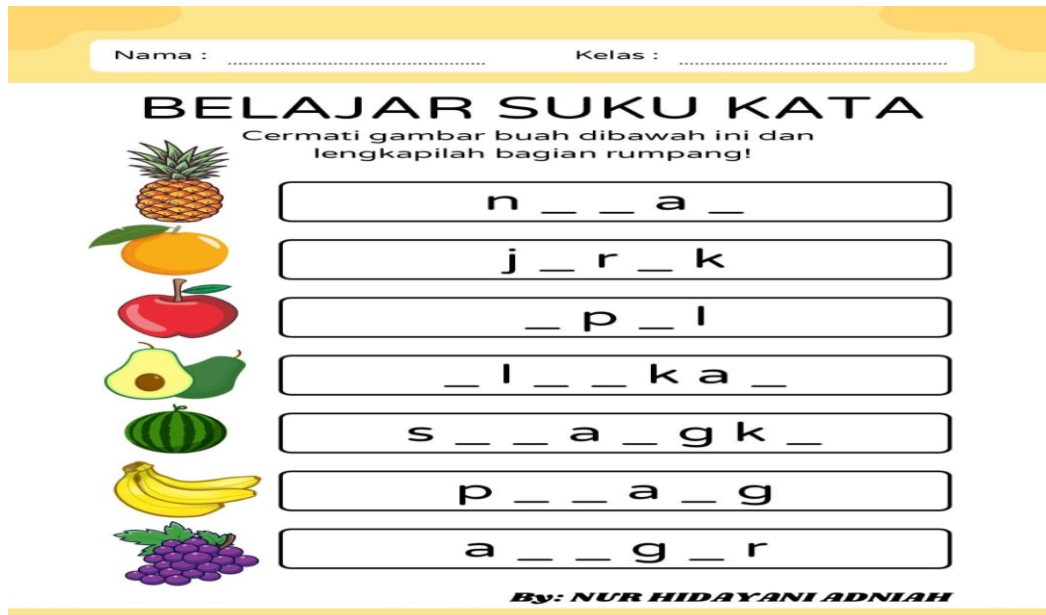 Nama : ........................................ Kelas : ........................................
BELAJAR SUKU KATA
Cermati gambar buah dibawah ini dan
lengkapilah bagian rumpang!
n _ _ a _
j _ r _ k
_ p _ l
_ l _ _ k a _
s _ _ a _ g k _
p _ _ a _ g
a _ _ g _ r
By: NUR HIDAYANI ADNIAH